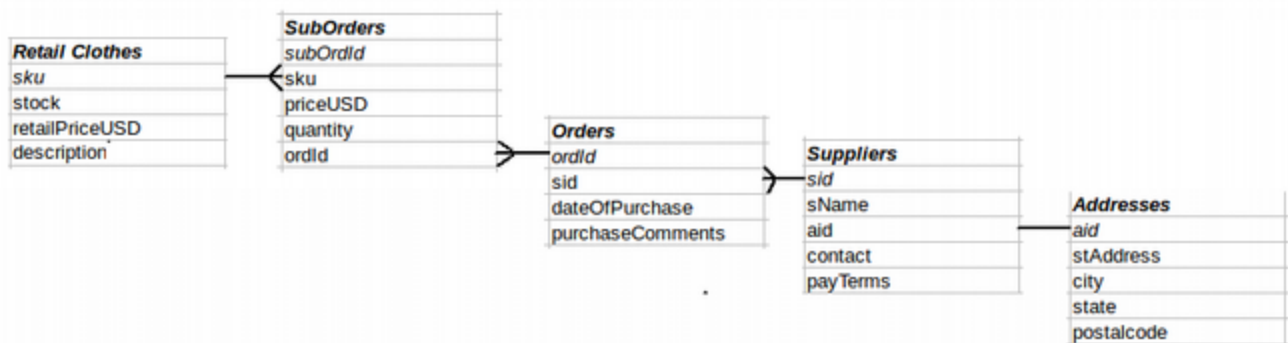 Retail Clothes
sku
stock
retailPriceUSD
description
SubOrders
subOrdId
sku
priceUSD
quantity
ordId
Orders
ordId
sid
dateOfPurchase
purchaseComments
Suppliers
sid
sName
aid
contact
payTerms
Addresses
aid
stAddress
city
state
postalcode